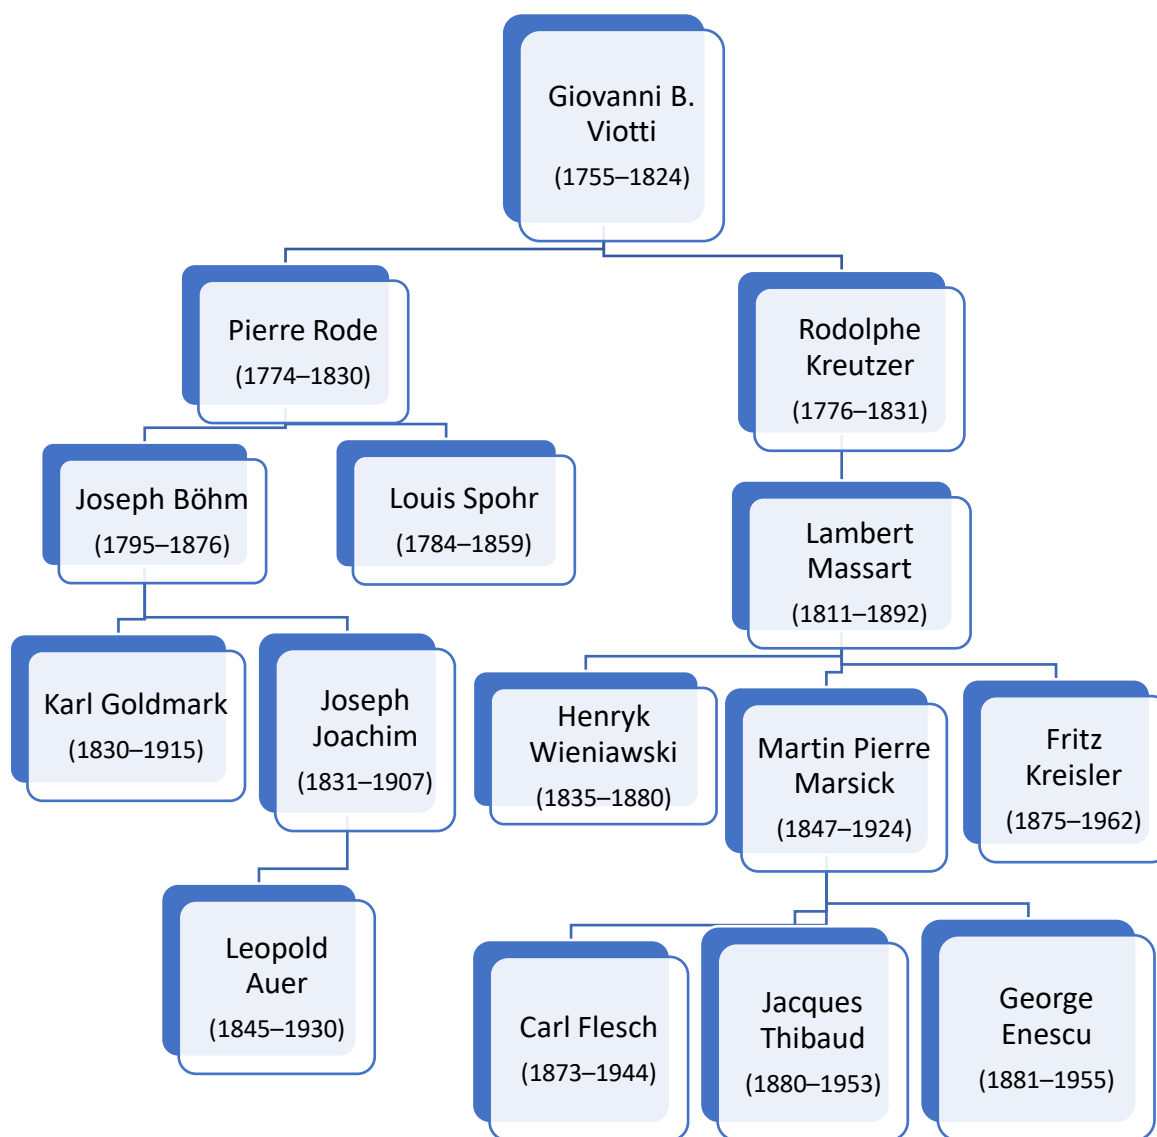 Giovanni B.
Viotti
(1755–1824)
Pierre Rode
(1774–1830)
Rodolphe
Kreutzer
(1776–1831)
Joseph Böhm
(1795–1876)
Louis Spohr
(1784–1859)
Lambert
Massart
(1811–1892)
Karl Goldmark
(1830–1915)
Joseph
Joachim
(1831–1907)
Henryk
Wieniawski
(1835–1880)
Martin Pierre
Marsick
(1847–1924)
Fritz
Kreisler
(1875–1962)
Leopold
Auer
(1845–1930)
Carl Flesch
(1873–1944)
Jacques
Thibaud
(1880–1953)
George
Enescu
(1881–1955)